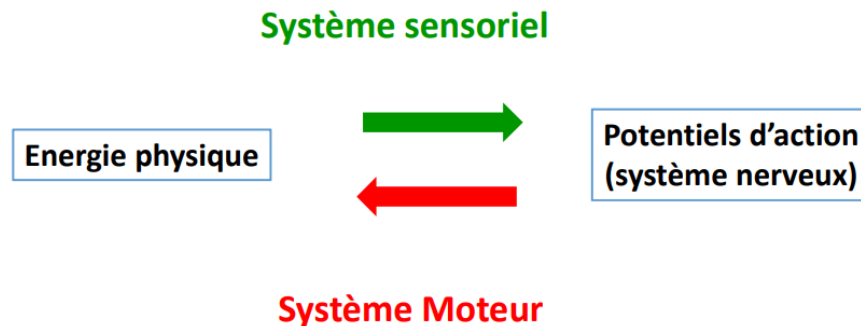 Système sensoriel
Energie physique
Potentiels d’action
(système nerveux)
Système Moteur